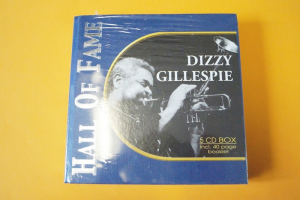 HALL OF FAME
DIZZY
GILLESPIE
5 CD BOX
incl. 40 page
booklet